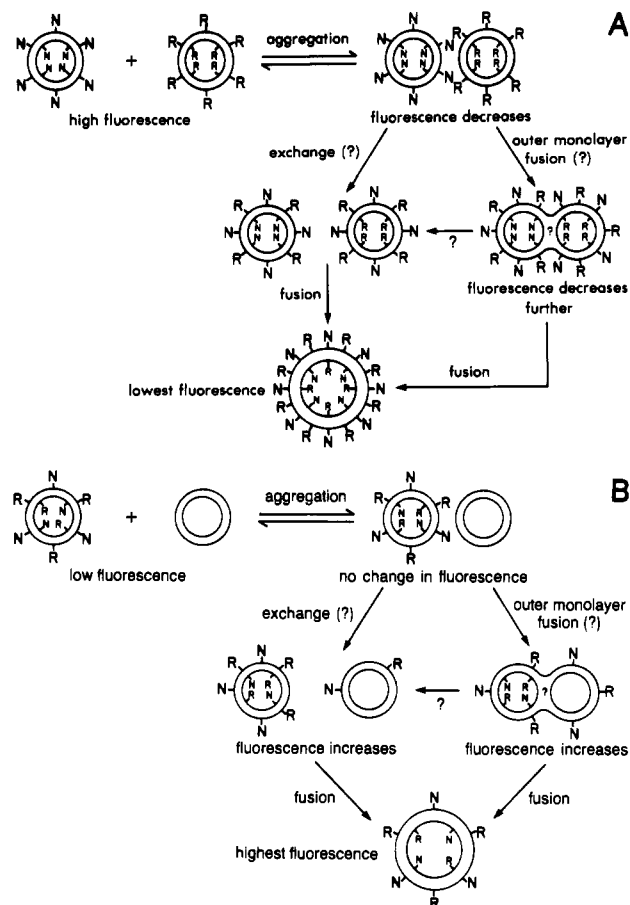 A
N N N N N N N N N N
+
R R R R R R R R R R
aggregation
N N N N N N N N N N R R R R R R R R R R
high fluorescence
fluorescence decreases
exchange (?)
outer monolayer
fusion (?)
?
?
fluorescence decreases
further
fusion
lowest fluorescence
fusion
B
N R R N N R R N N R
+
aggregation
low fluorescence
no change in fluorescence
exchange (?)
outer monolayer
fusion (?)
?
?
fluorescence increases
fluorescence increases
fusion
fusion
highest fluorescence